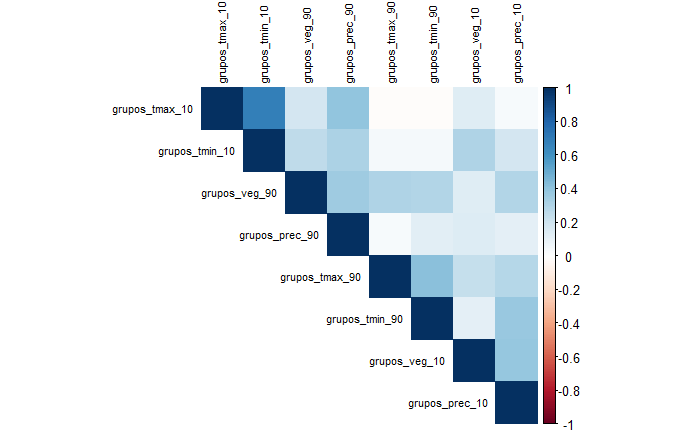 grupos_tmax_10
grupos_tmin_10
grupos_veg_90
grupos_prec_90
grupos_tmax_90
grupos_tmin_90
grupos_veg_10
grupos_prec_10
grupos_tmax_10
grupos_tmin_10
grupos_veg_90
grupos_prec_90
grupos_tmax_90
grupos_tmin_90
grupos_veg_10
grupos_prec_10
1
0.8
0.6
0.4
0.2
0
-0.2
-0.4
-0.6
-0.8
-1